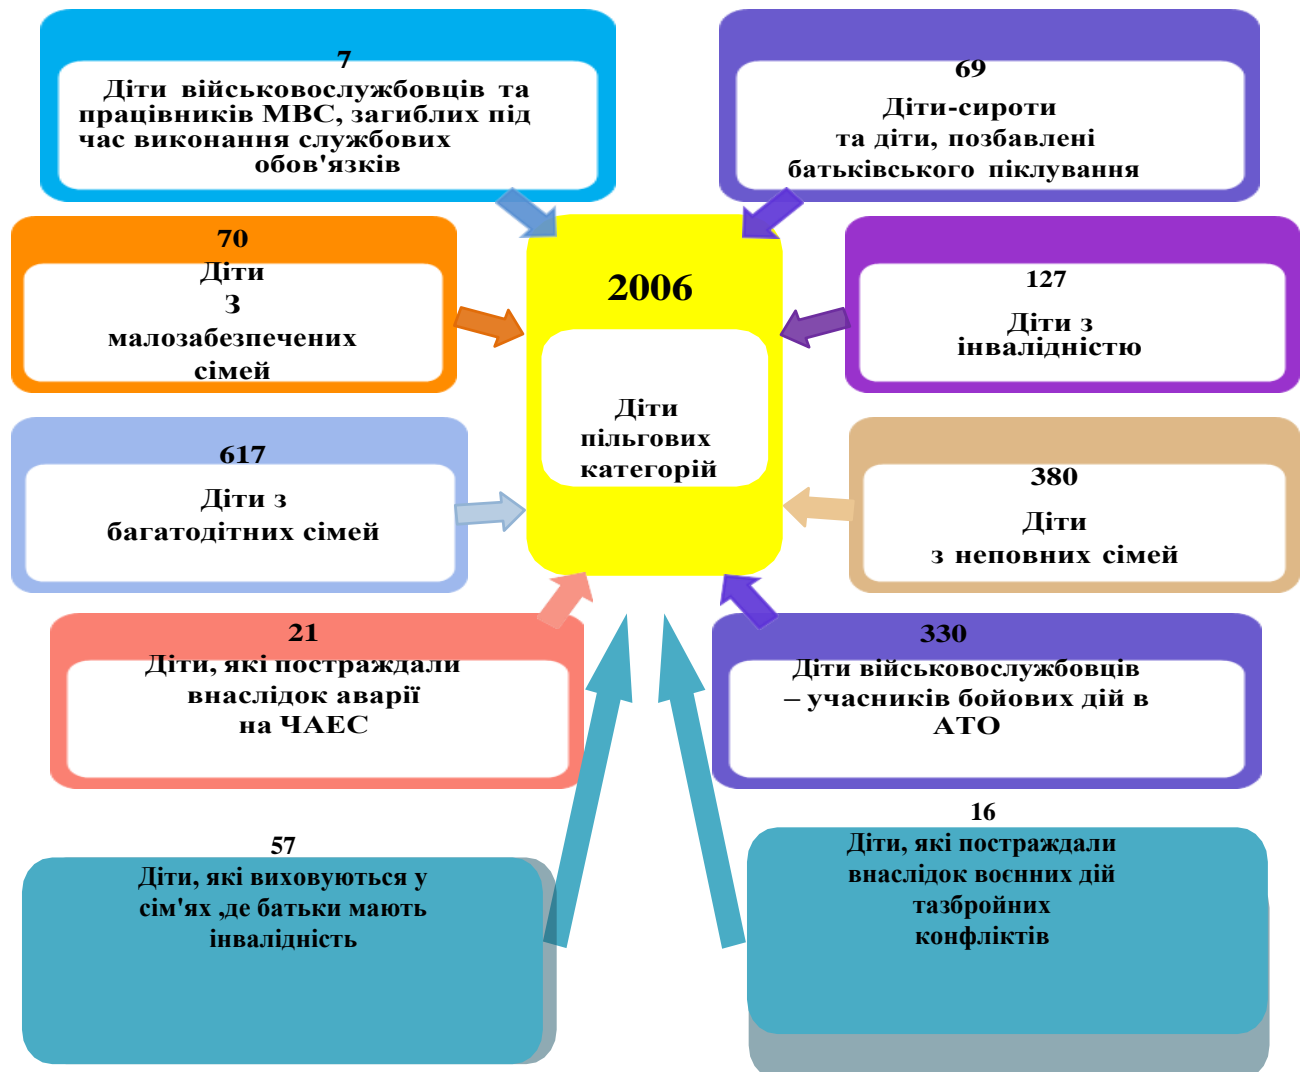 7
Діти військовослужбовців та
працівників МВС, загиблих під
час виконання службових
обов'язків
69
Діти-сироти
та діти, позбавлені
батьківського піклування
70
Діти
З
малозабезпечених
сімей
2006
Діти
пільгових
категорій
127
Діти з
інвалідністю
617
Діти з
багатодітних сімей
380
Діти
з неповних сімей
21
Діти, які постраждали
внаслідок аварії
на ЧАЕС
330
Діти військовослужбовців
– учасників бойових дій в
АТО
57
Діти, які виховуються у
сім'ях ,де батьки мають
інвалідність
16
Діти, які постраждали
внаслідок воєнних дій
тазбройних
конфліктів